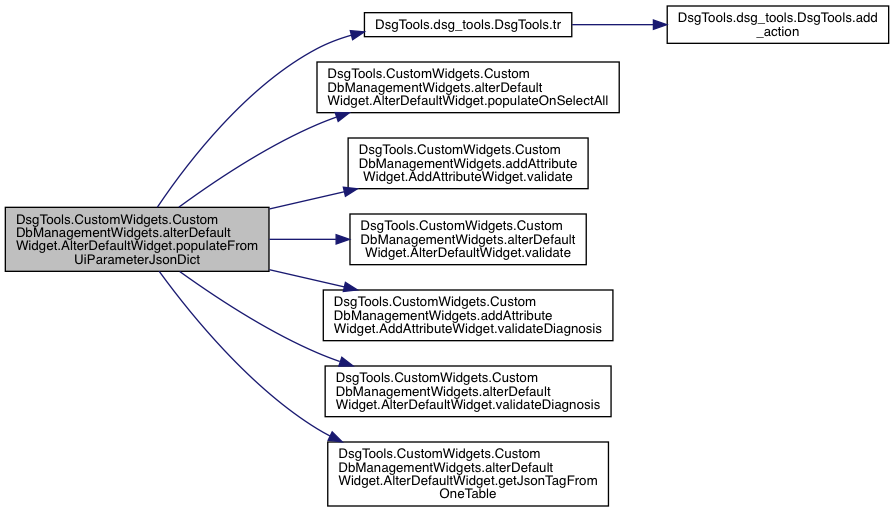 DsgTools.dsg_tools.DsgTools.tr
DsgTools.dsg_tools.DsgTools.add
_action
DsgTools.CustomWidgets.Custom
DbManagementWidgets.alterDefault
Widget.AlterDefaultWidget.populateOnSelectAll
DsgTools.CustomWidgets.Custom
DbManagementWidgets.addAttribute
Widget.AddAttributeWidget.validate
DsgTools.CustomWidgets.Custom
DbManagementWidgets.alterDefault
Widget.AlterDefaultWidget.populateFrom
UiParameterJsonDict
DsgTools.CustomWidgets.Custom
DbManagementWidgets.alterDefault
Widget.AlterDefaultWidget.validate
DsgTools.CustomWidgets.Custom
DbManagementWidgets.addAttribute
Widget.AddAttributeWidget.validateDiagnosis
DsgTools.CustomWidgets.Custom
DbManagementWidgets.alterDefault
Widget.AlterDefaultWidget.validateDiagnosis
DsgTools.CustomWidgets.Custom
DbManagementWidgets.alterDefault
Widget.AlterDefaultWidget.getJsonTagFrom
OneTable